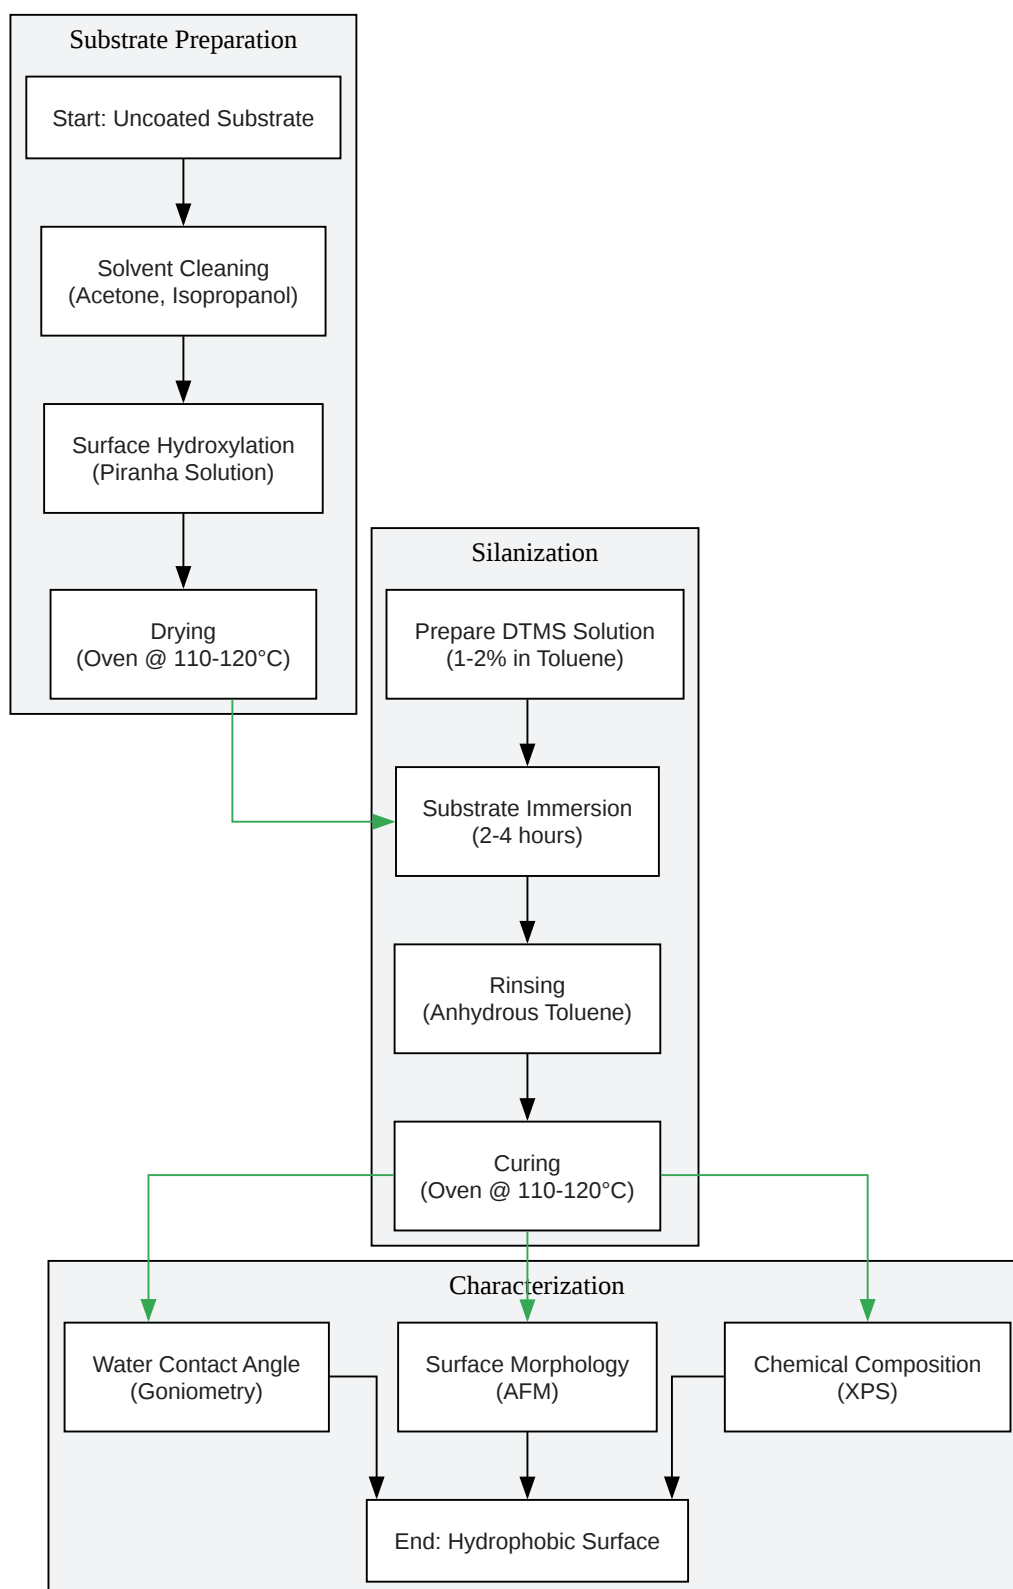 Substrate Preparation
Start: Uncoated Substrate
Solvent Cleaning
(Acetone, Isopropanol)
Surface Hydroxylation
(Piranha Solution)
Drying
(Oven @ 110-120°C)
Silanization
Prepare DTMS Solution
(1-2% in Toluene)
Substrate Immersion
(2-4 hours)
Rinsing
(Anhydrous Toluene)
Curing
(Oven @ 110-120°C)
Characterization
Water Contact Angle
(Goniometry)
Surface Morphology
(AFM)
Chemical Composition
(XPS)
End: Hydrophobic Surface